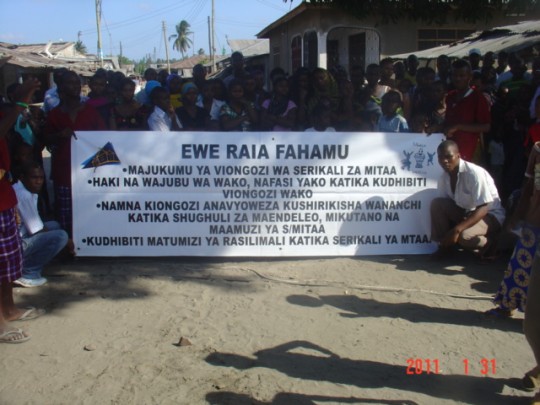 EWE RAIA FAHAMU
•MAJUKUMU YA VIONGOZI WA SERIKALI ZA MITAA
•HAKI NA WAJUBU WA WAKO, NAFASI YAKO KATIKA KUDHIBITI
VIONGOZI WAKO
•NAMNA KIONGOZI ANAVYOWEZA KUSHIRIKISHA WANANCHI
KATIKA SHUGHULI ZA MAENDELEO, MIKUTANO NA
MAAMUZI YA S/MITAA
•KUDHIBITI MATUMIZI YA RASILIMALI KATIKA SERIKALI YA MTAA
2011 1 31